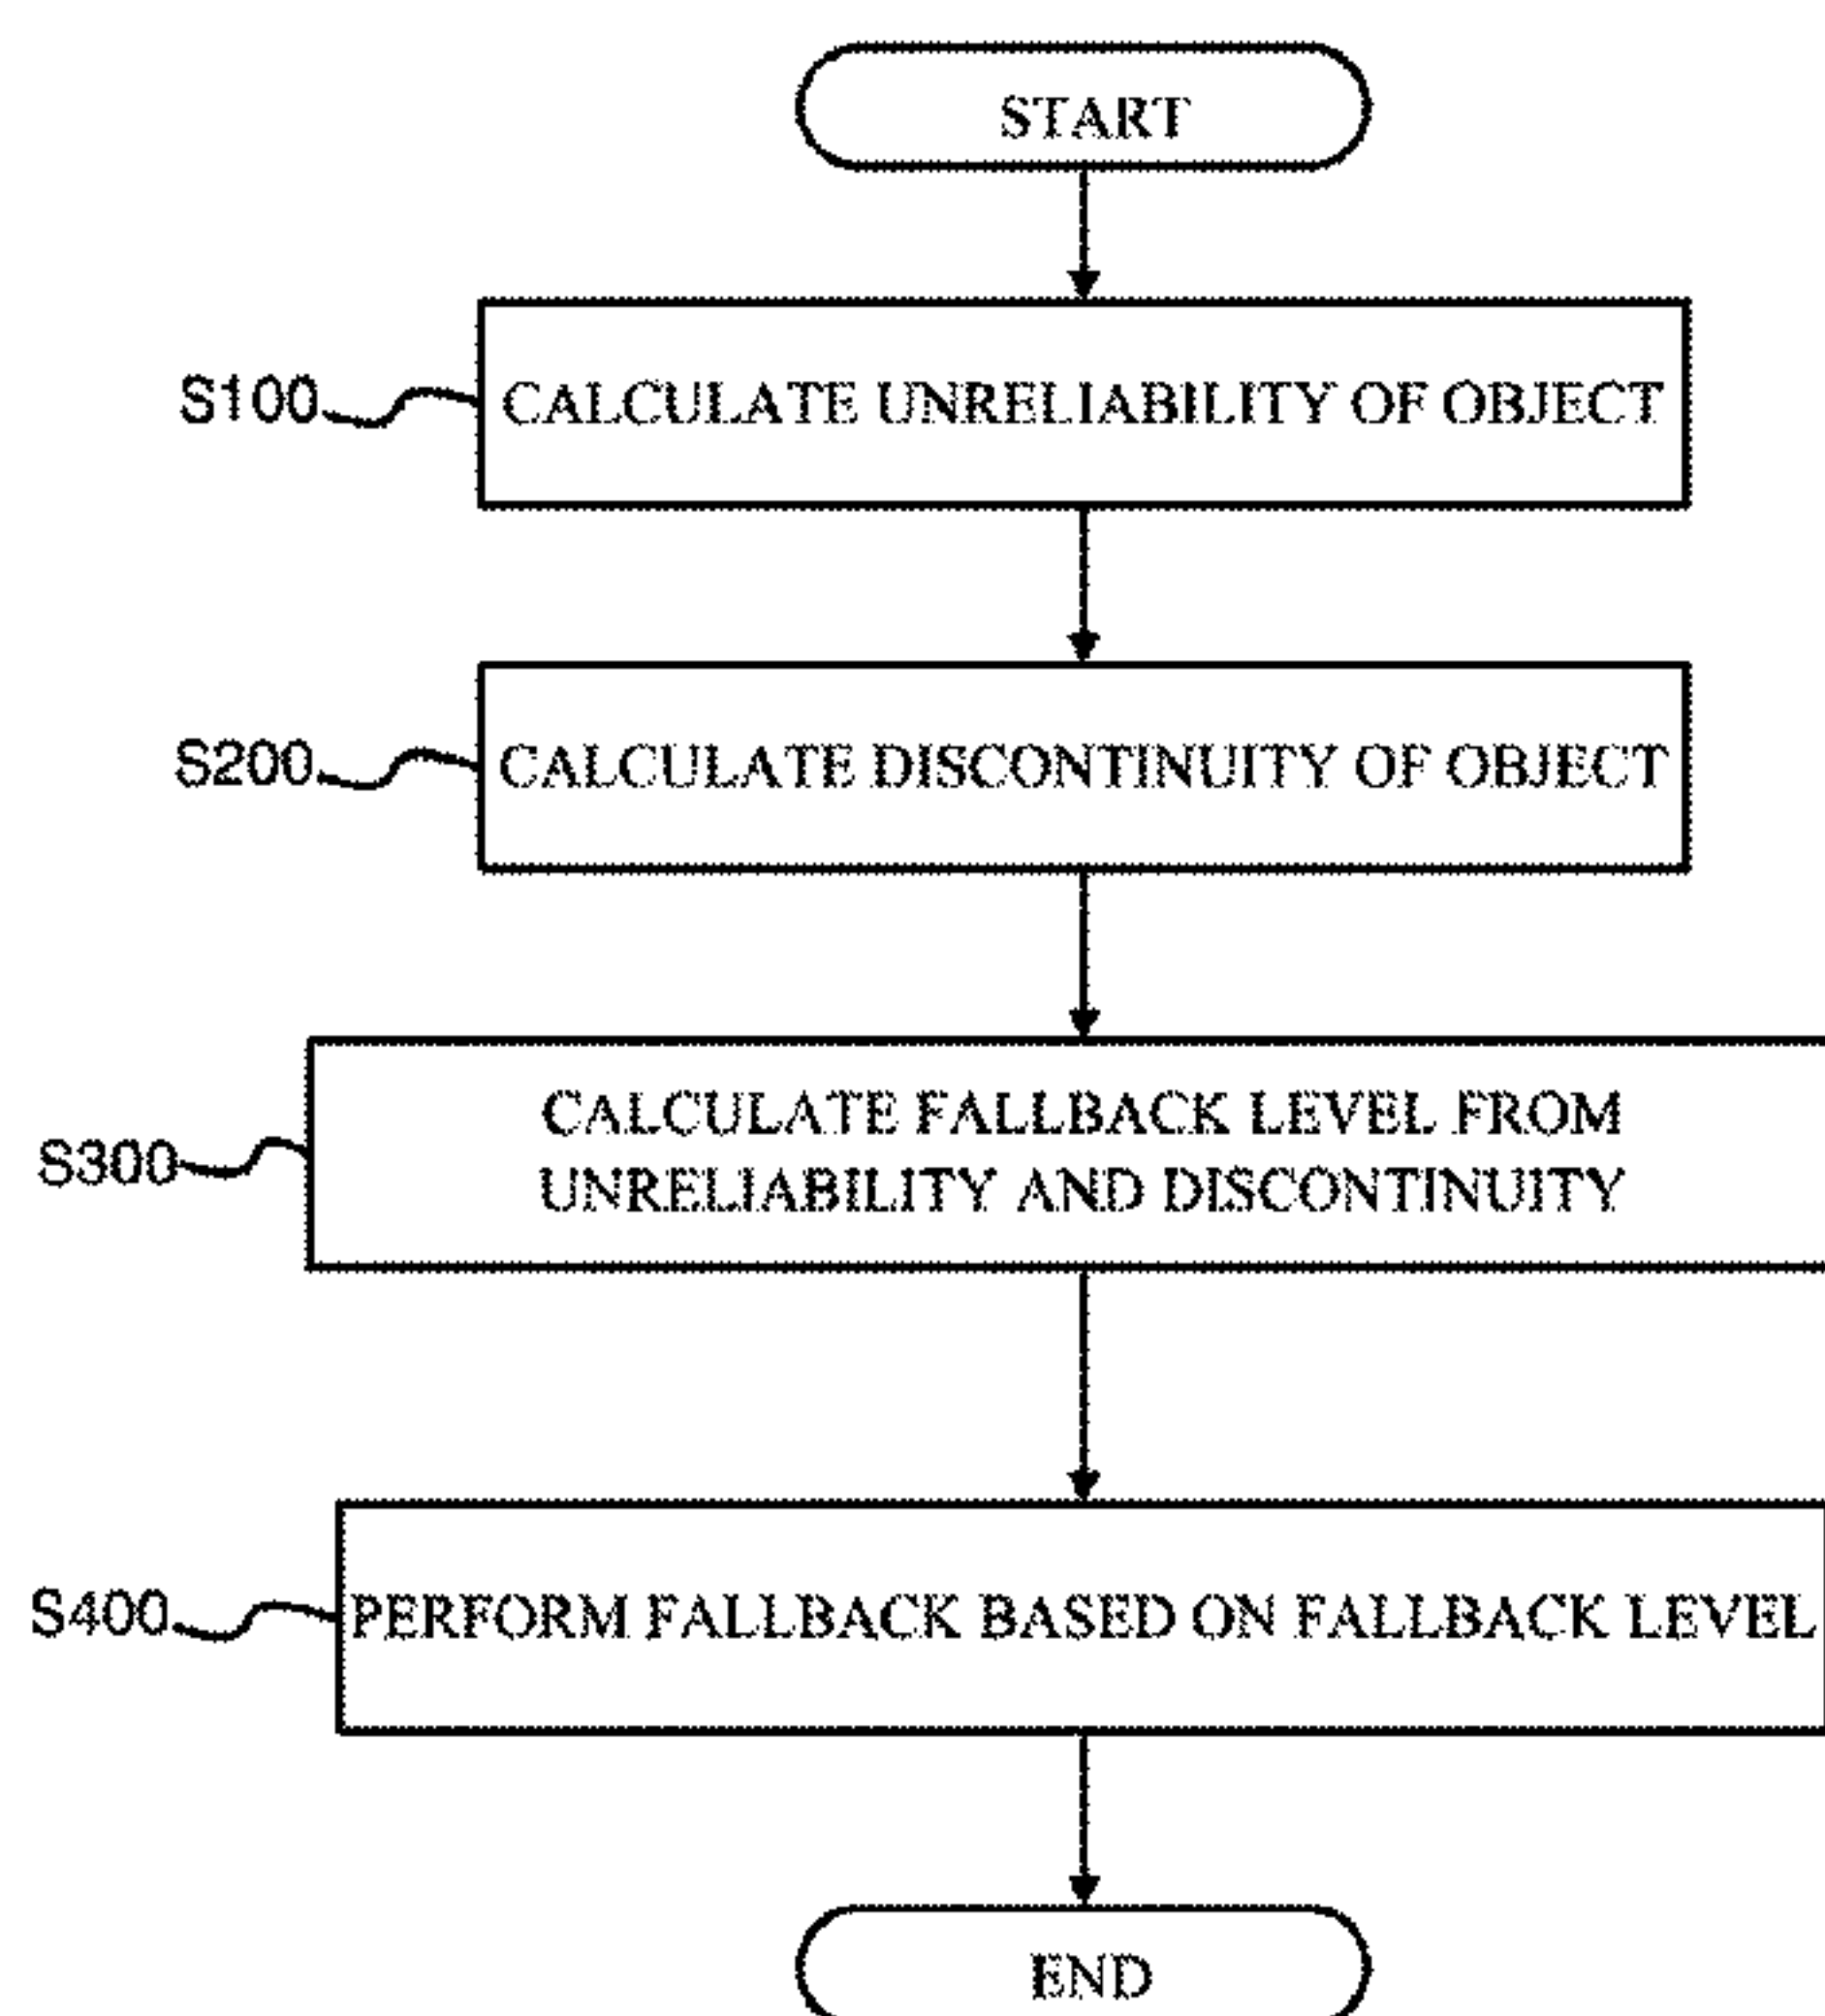 START
S100
CALCULATE UNRELIABILITY OF OBJECT
S200
CALCULATE DISCONTINUITY OF OBJECT
S300
CALCULATE FALLBACK LEVEL FROM
UNRELIABILITY AND DISCONTINUITY
S400
PERFORM FALLBACK BASED ON FALLBACK LEVEL
END